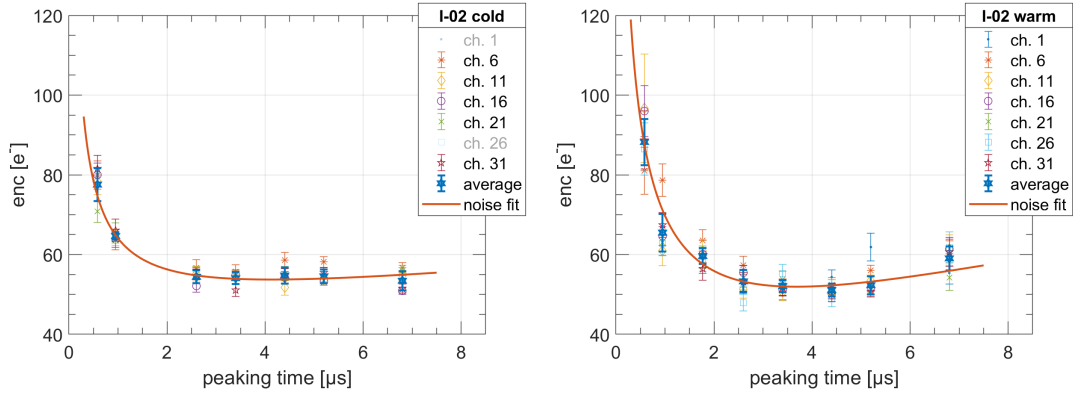 I-02 cold
ch. 1
ch. 6
ch. 11
ch. 16
ch. 21
ch. 26
ch. 31
average
noise fit
120
100
80
60
40
0 2 4 6 8
enc [e⁻]
peaking time [µs]
I-02 warm
ch. 1
ch. 6
ch. 11
ch. 16
ch. 21
ch. 26
ch. 31
average
noise fit
120
100
80
60
40
0 2 4 6 8
enc [e⁻]
peaking time [µs]